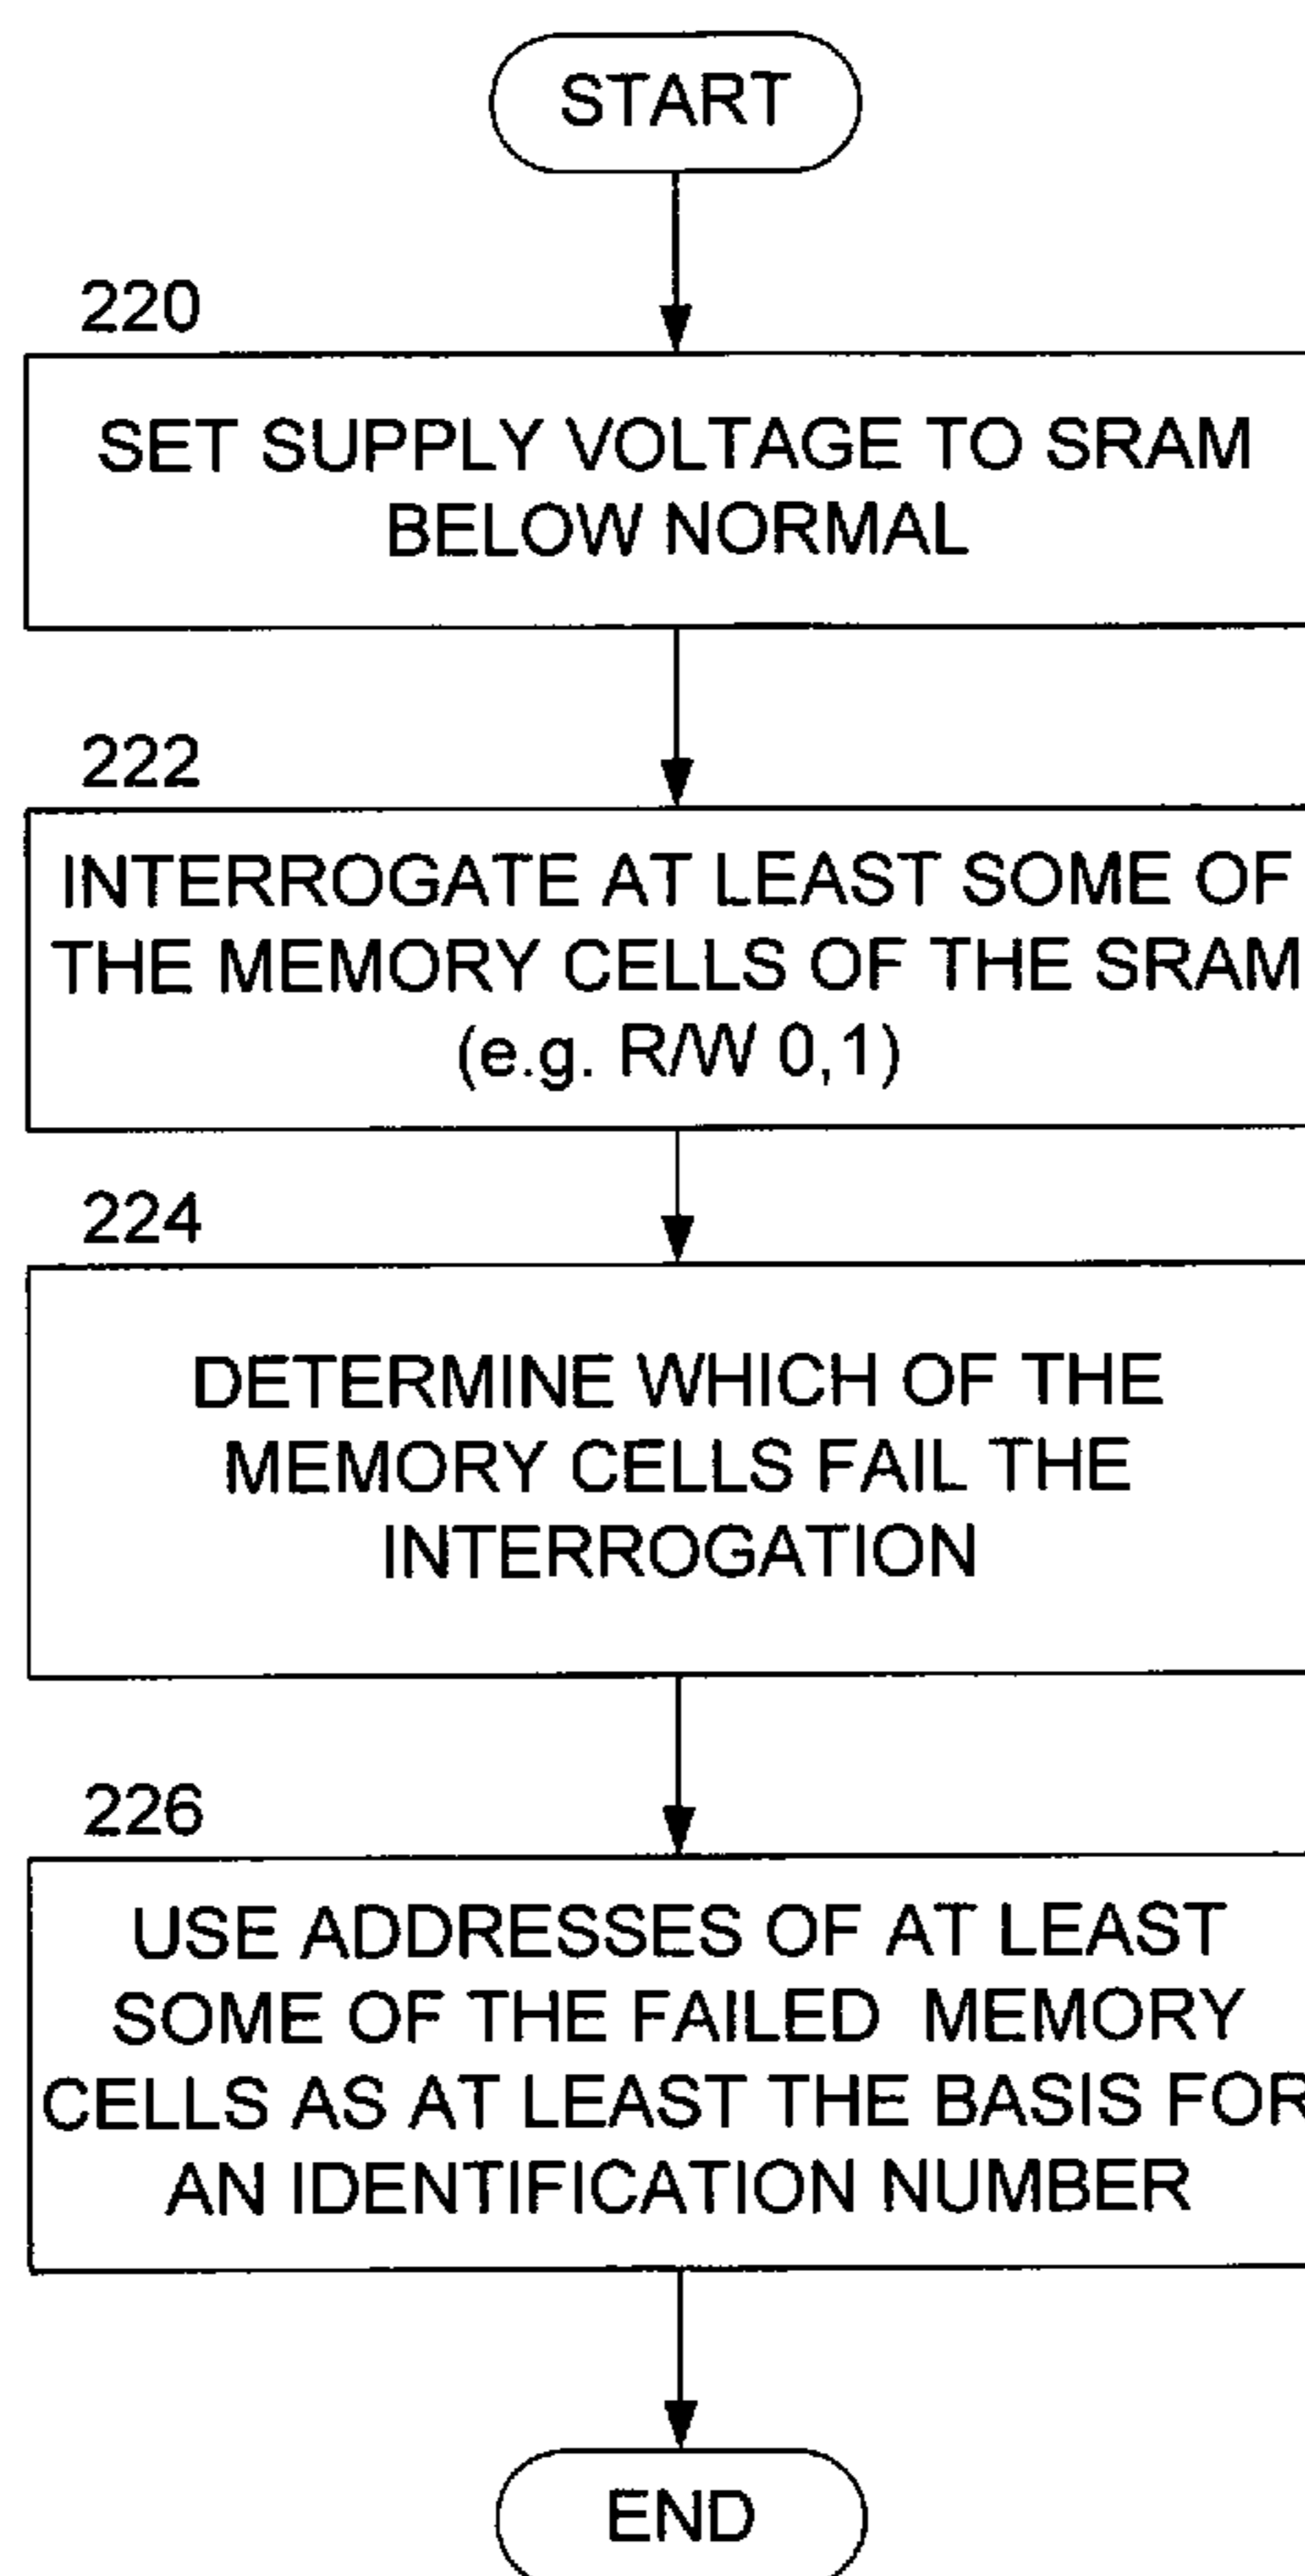 START
220
SET SUPPLY VOLTAGE TO SRAM
BELOW NORMAL
222
INTERROGATE AT LEAST SOME OF
THE MEMORY CELLS OF THE SRAM
(e.g. R/W 0,1)
224
DETERMINE WHICH OF THE
MEMORY CELLS FAIL THE
INTERROGATION
226
USE ADDRESSES OF AT LEAST
SOME OF THE FAILED MEMORY
CELLS AS AT LEAST THE BASIS FOR
AN IDENTIFICATION NUMBER
END